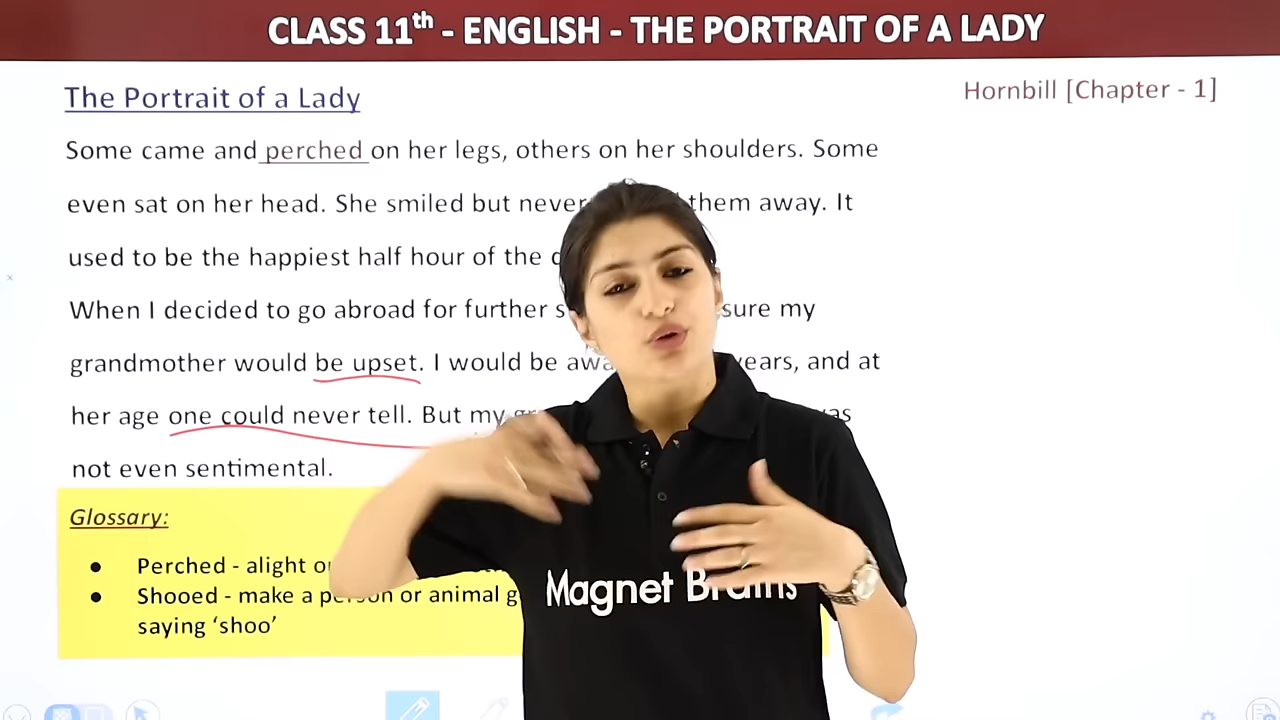 CLASS 11th - ENGLISH - THE PORTRAIT OF A LADY
The Portrait of a Lady
Hornbill [Chapter - 1]
Some came and perched on her legs, others on her shoulders. Some
even sat on her head. She smiled but never them away. It
used to be the happiest half hour of the
When I decided to go abroad for further sure my
grandmother would be upset. I would be and at
her age one could never tell. But my
not even sentimental.
Glossary:
• Perched - alight
• Shooed - make a person or animal
saying ‘shoo’
Magnet Brains